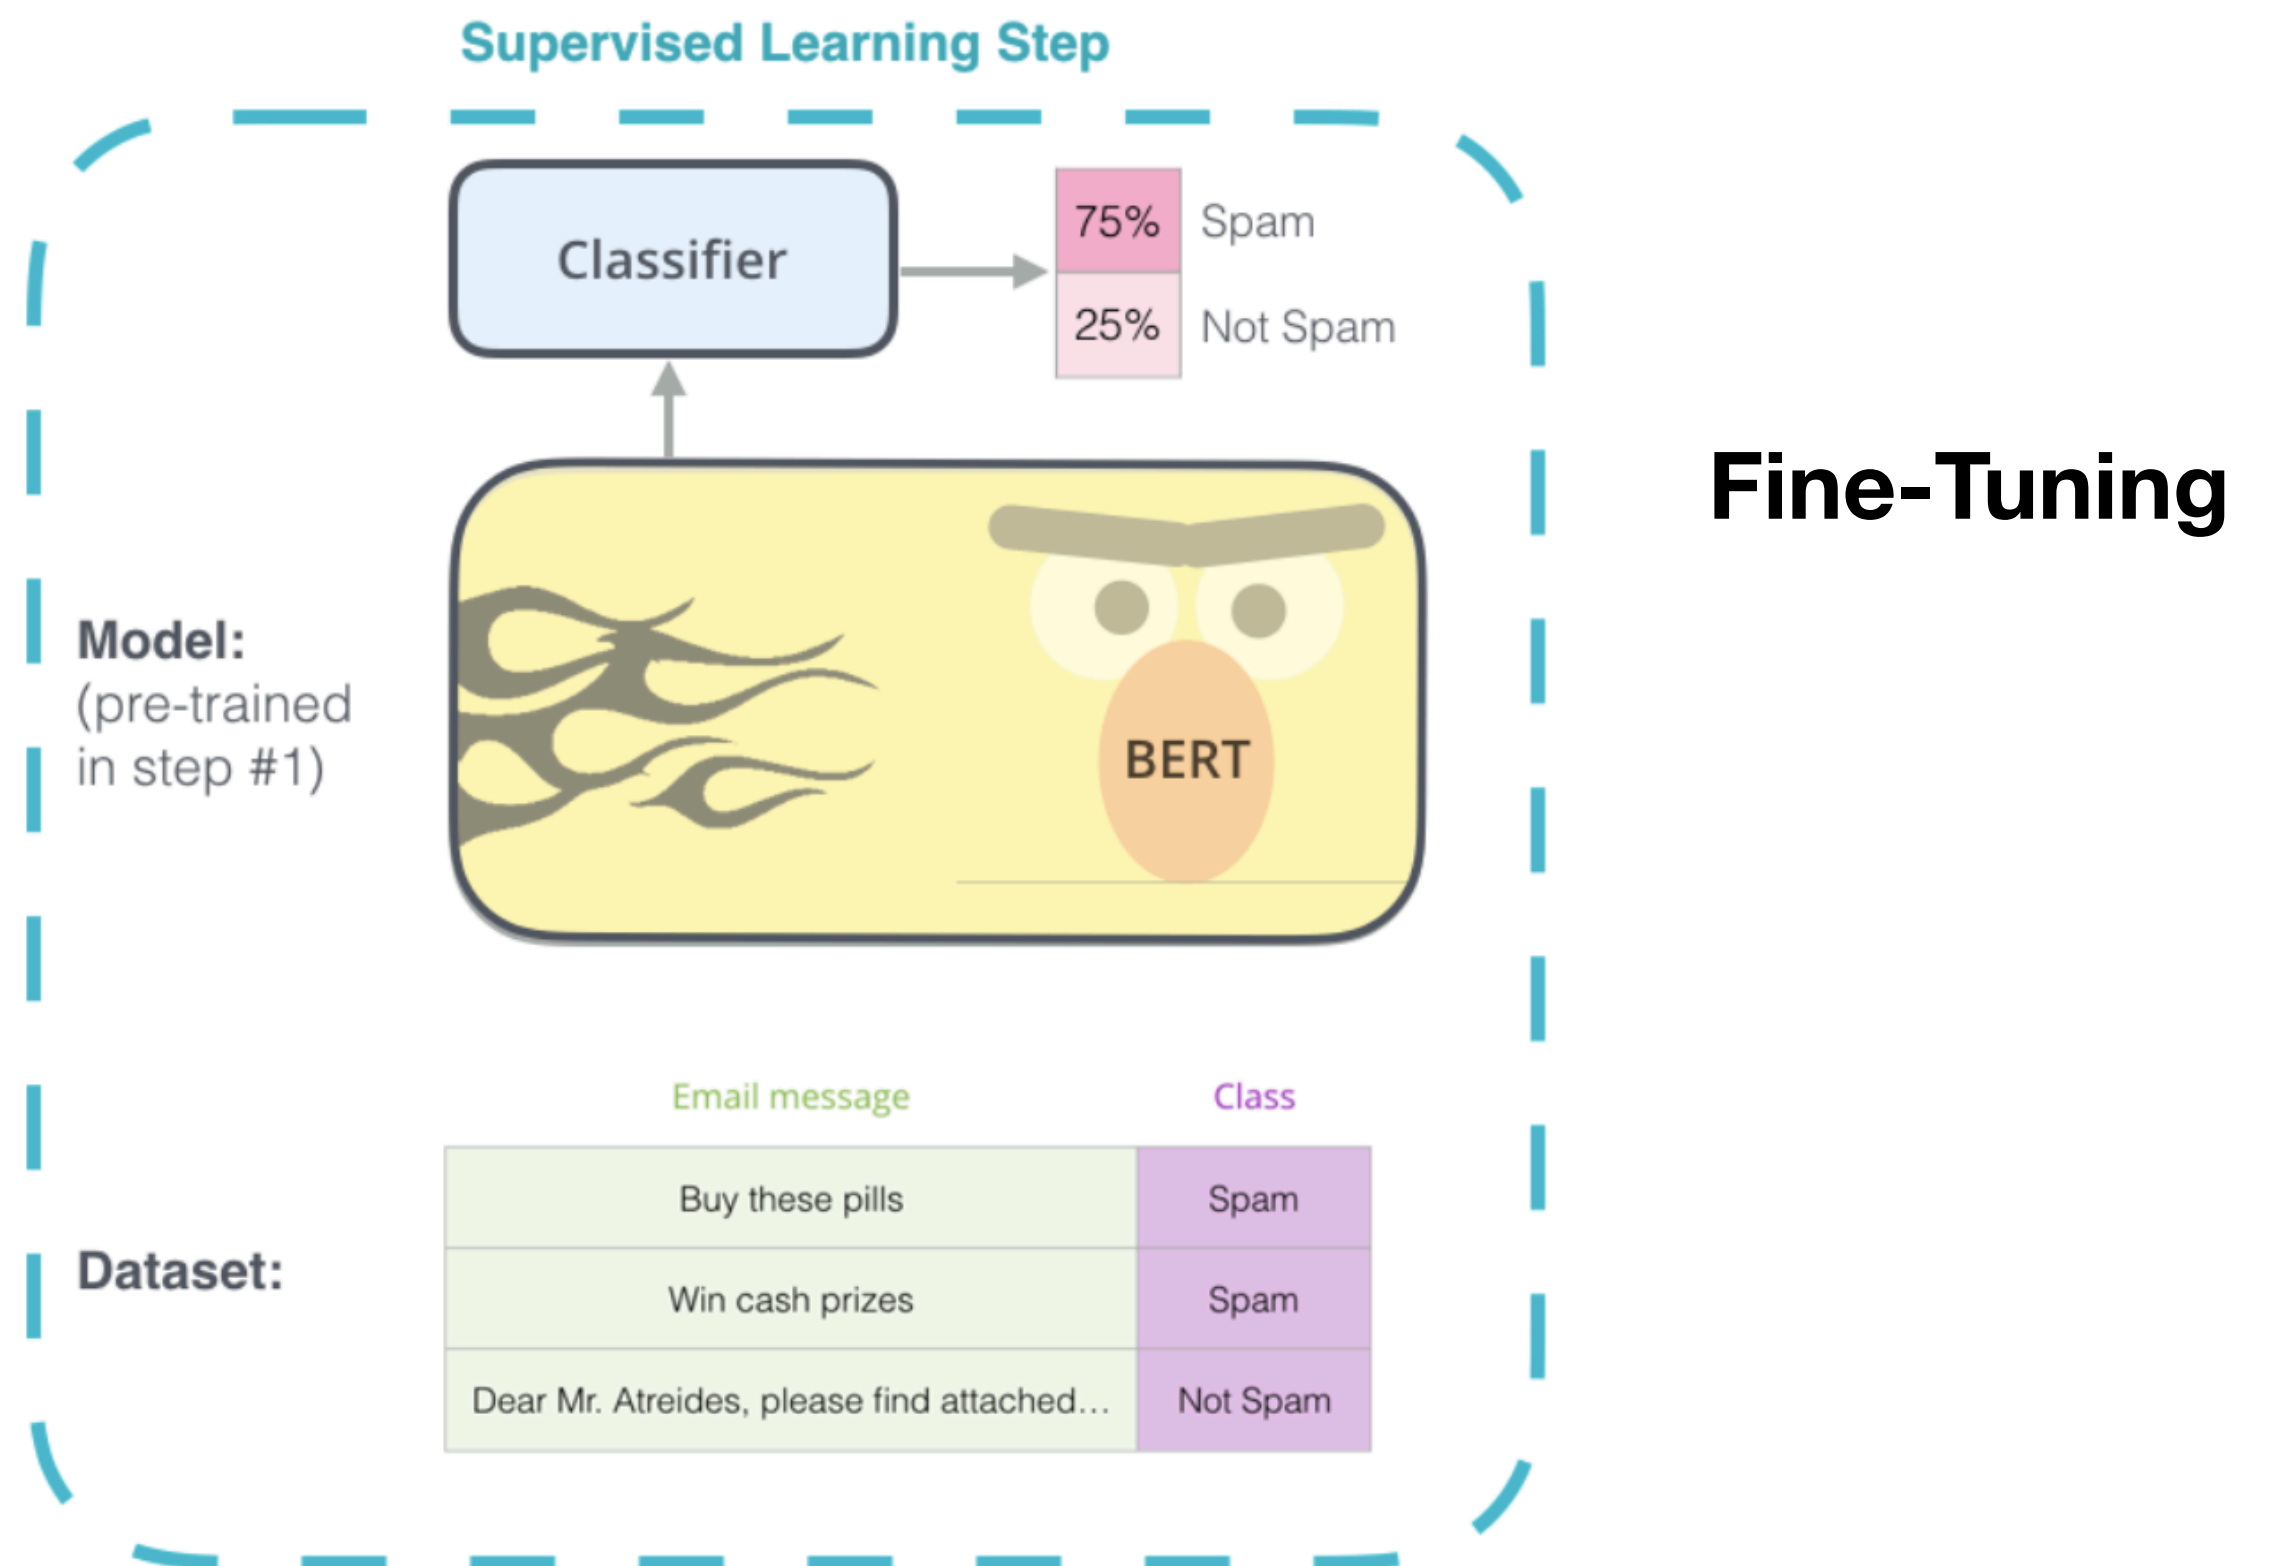 Supervised Learning Step
Classifier
75% Spam
25% Not Spam
Fine-Tuning
Model:
(pre-trained
in step #1)
BERT
Email message Class
Buy these pills Spam
Win cash prizes Spam
Dataset:
Dear Mr. Atreides, please find attached... Not Spam